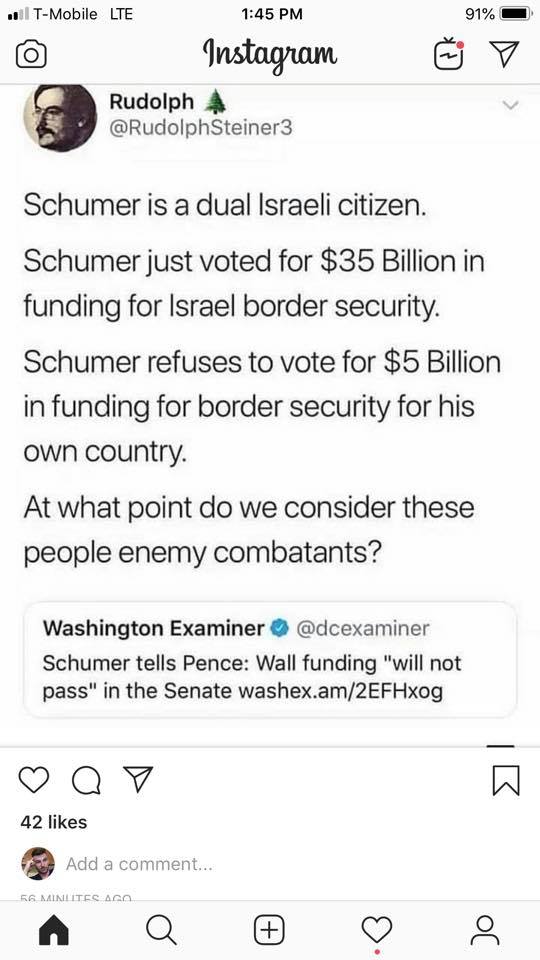 T-Mobile LTE 1:45 PM 91%
Instagram
Rudolph
@RudolphSteiner3
Schumer is a dual Israeli citizen.
Schumer just voted for $35 Billion in
funding for Israel border security.
Schumer refuses to vote for $5 Billion
in funding for border security for his
own country.
At what point do we consider these
people enemy combatants?
Washington Examiner @dcexaminer
Schumer tells Pence: Wall funding "will not
pass" in the Senate washex.am/2EFHxog
42 likes
Add a comment...
56 MINUTES AGO